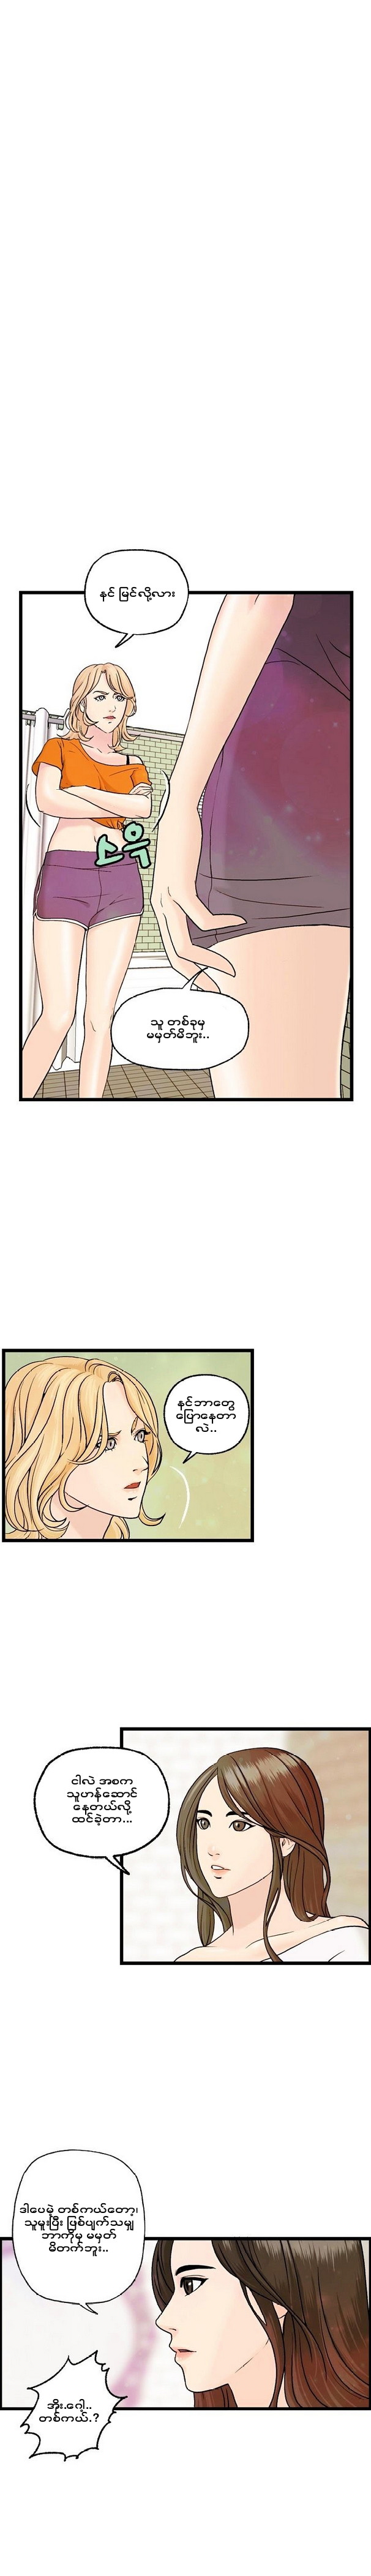 နင် မြင်လို့လား
소옥
သူ တစ်ခုမှ
မမှတ်မိဘူး..
နင်ဘာတွေ
ပြောနေတာ
လဲ..
ငါလဲ အစက
သူဟန်ဆောင်
နေတယ်လို့
ထင်ခဲ့တာ...
ဒါပေမဲ့ တစ်ကယ်တော့၊
သူမူးပြီး ဖြစ်ပျက်သမျှ
ဘာကိုမှ မမှတ်
မိတက်ဘူး..
အိုး.ဂေါ့..
တစ်ကယ်.?